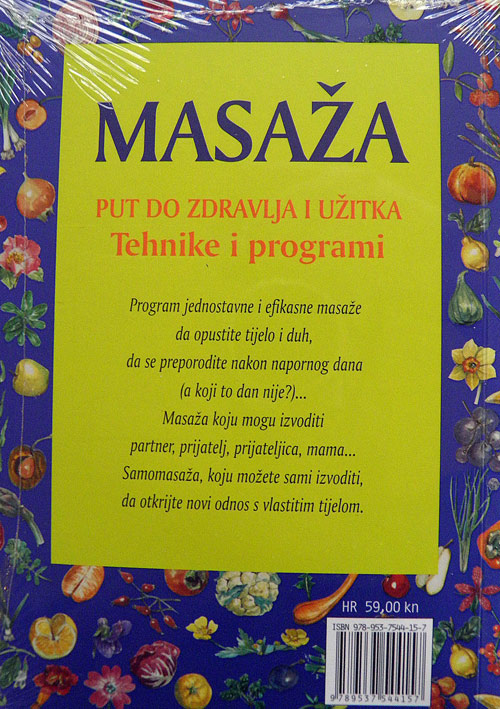 MASAŽA
PUT DO ZDRAVLJA I UŽITKA
Tehnike i programi
Program jednostavne i efikasne masaže
da opustite tijelo i duh,
da se preporodite nakon napornog dana
(a koji to dan nije?)...
Masaža koju mogu izvoditi
partner, prijatelj, prijateljica, mama...
Samomasaža, koju možete sami izvoditi,
da otkrijte novi odnos s vlastitim tijelom.
HR 59,00 kn
ISBN 978-953-7544-15-7
9789537544157